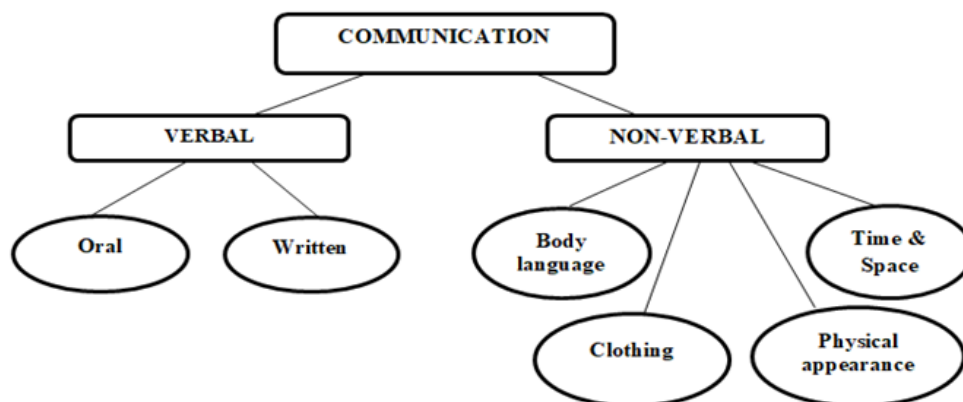 COMMUNICATION
VERBAL
NON-VERBAL
Oral
Written
Body
language
Time &
Space
Clothing
Physical
appearance